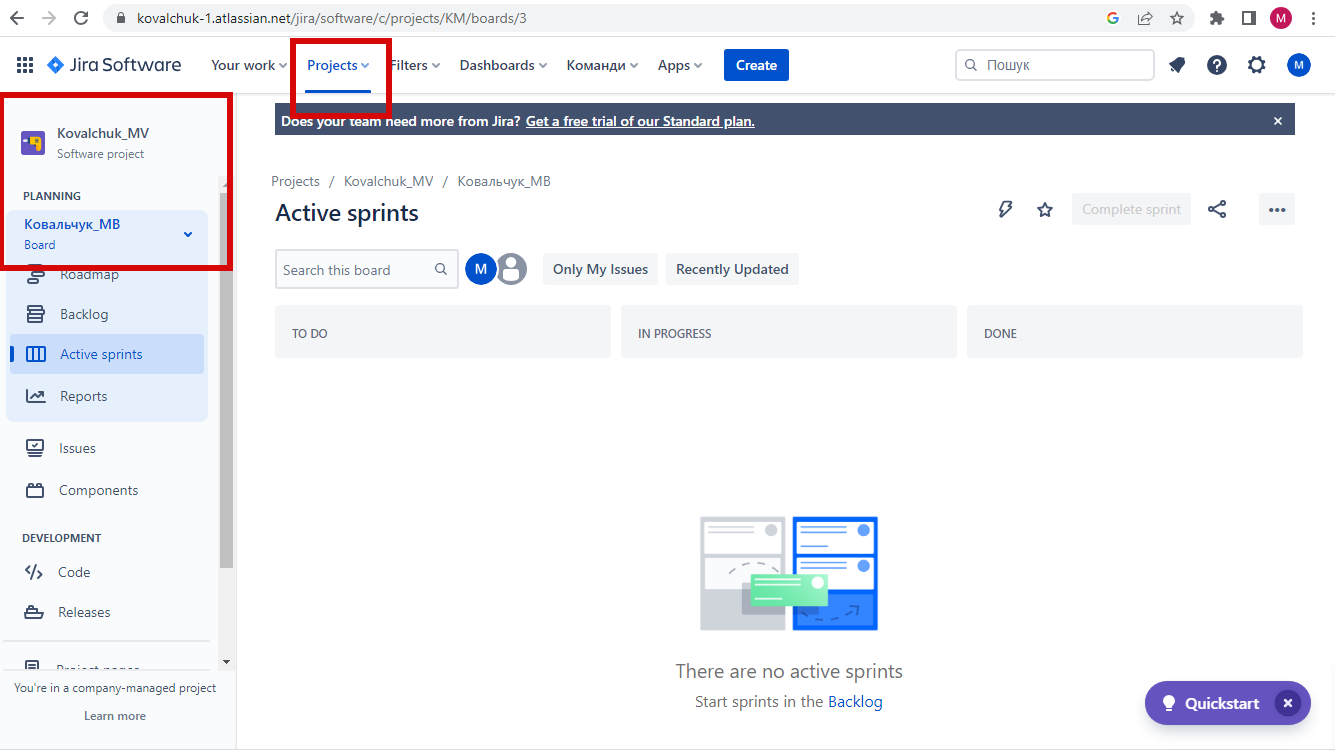 kovalchuk-1.atlassian.net/jira/software/c/projects/KM/boards/3
M
Jira Software
Your work
Projects
Filters
Dashboards
Команди
Apps
Create
Пошук
M
Kovalchuk_MV
Software project
PLANNING
Ковальчук_МВ
Board
Roadmap
Backlog
Active sprints
Reports
Issues
Components
DEVELOPMENT
Code
Releases
Project pages
You're in a company-managed project
Learn more
Does your team need more from Jira? Get a free trial of our Standard plan.
Projects / Kovalchuk_MV / Ковальчук_МВ
Active sprints
Complete sprint
Search this board
M
Only My Issues
Recently Updated
TO DO
IN PROGRESS
DONE
There are no active sprints
Start sprints in the Backlog
Quickstart